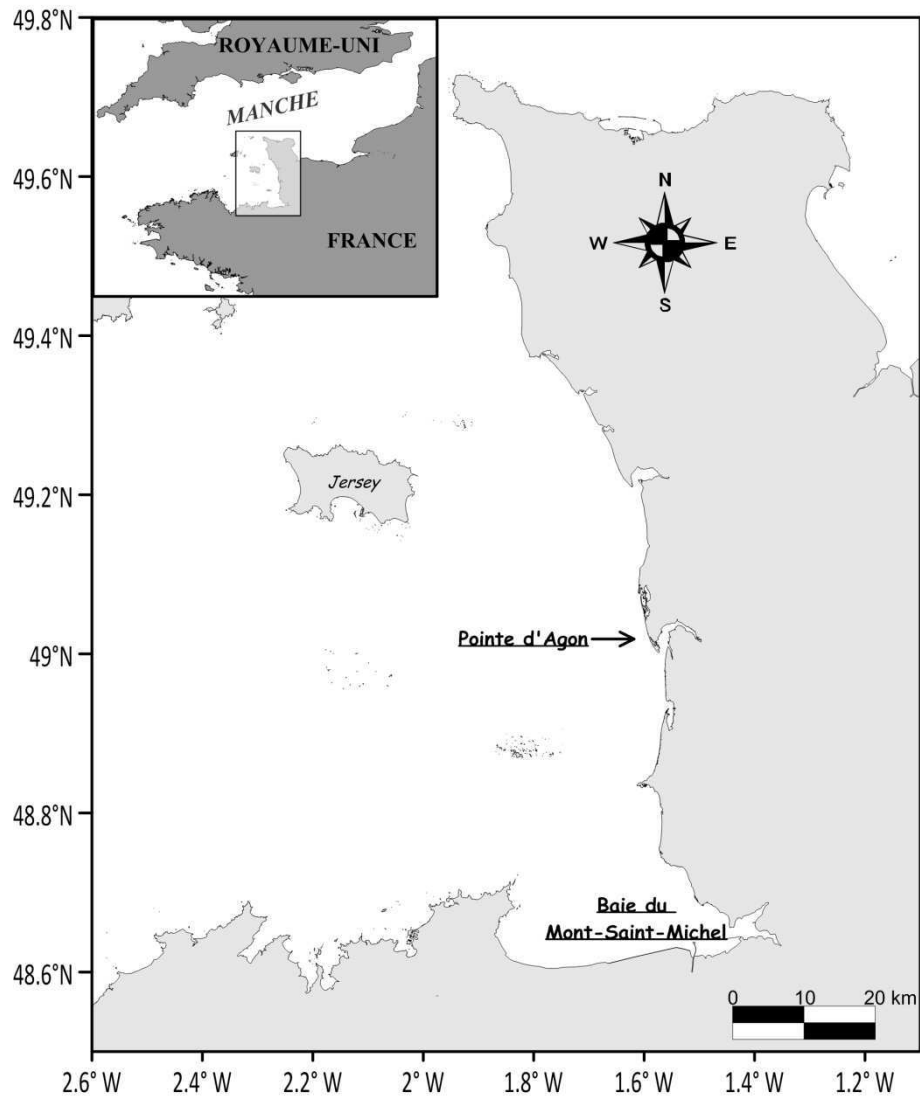 49.8°N
49.6°N
49.4°N
49.2°N
49°N
48.8°N
48.6°N
ROYAUME-UNI
MANCHE
FRANCE
N
W
E
S
Jersey
Pointe d'Agon
Baie du
Mont-Saint-Michel
0 10 20 km
2.6° W 2.4° W 2.2° W 2° W 1.8° W 1.6° W 1.4° W 1.2° W